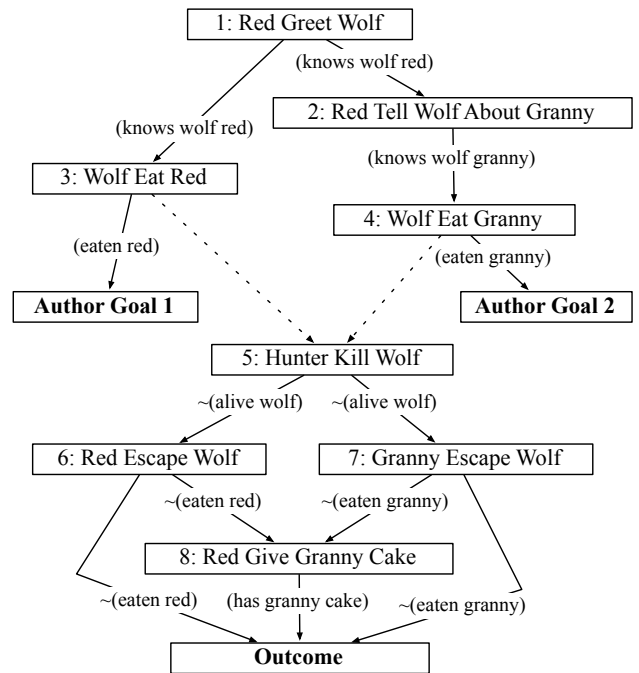 1: Red Greet Wolf
(knows wolf red)
2: Red Tell Wolf About Granny
(knows wolf red)
(knows wolf granny)
3: Wolf Eat Red
4: Wolf Eat Granny
(eaten red)
(eaten granny)
Author Goal 1
Author Goal 2
5: Hunter Kill Wolf
~(alive wolf)
~(alive wolf)
6: Red Escape Wolf
7: Granny Escape Wolf
~(eaten red)
~(eaten granny)
8: Red Give Granny Cake
~(eaten red)
(has granny cake)
~(eaten granny)
Outcome